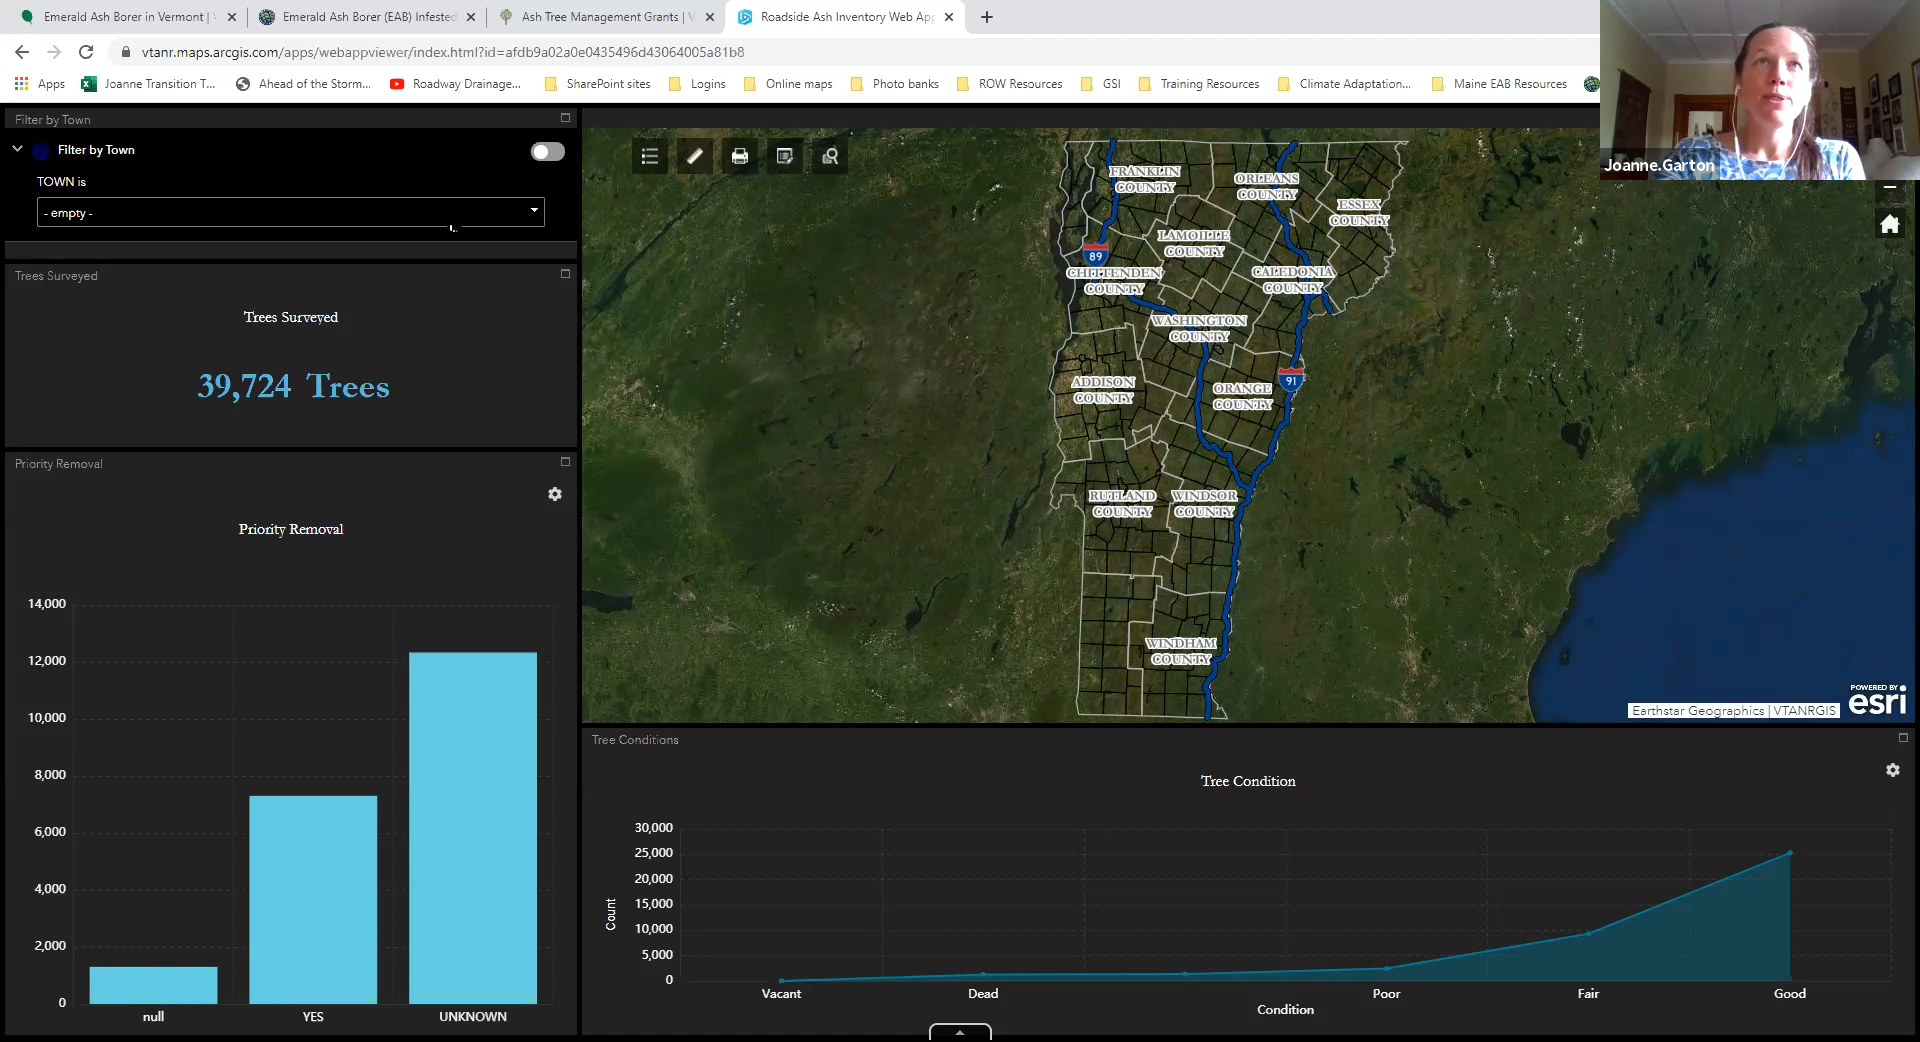 Emerald Ash Borer in Vermont |
Emerald Ash Borer (EAB) Infested
Ash Tree Management Grants | V
Roadside Ash Inventory Web App
vtanr.maps.arcgis.com/apps/webappviewer/index.html?id=afdb9a02a0e0435496d43064005a81b8
Apps
Joanne Transition T...
Ahead of the Storm...
Roadway Drainage...
SharePoint sites
Logins
Online maps
Photo banks
ROW Resources
GSI
Training Resources
Climate Adaptation...
Maine EAB Resources
Joanne.Garton
Filter by Town
Filter by Town
TOWN is
- empty -
Trees Surveyed
Trees Surveyed
39,724 Trees
Priority Removal
Priority Removal
14,000
12,000
10,000
8,000
6,000
4,000
2,000
0
null
YES
UNKNOWN
FRANKLIN
COUNTY
ORLEANS
COUNTY
ESSEX
COUNTY
LAMOILLE
COUNTY
89
CHITTENDEN
COUNTY
CALEDONIA
COUNTY
WASHINGTON
COUNTY
ADDISON
COUNTY
ORANGE
COUNTY
91
RUTLAND
COUNTY
WINDSOR
COUNTY
WINDHAM
COUNTY
Earthstar Geographics | VTANRGIS
POWERED BY
esri
Tree Conditions
Tree Condition
30,000
25,000
20,000
15,000
10,000
5,000
0
Count
Vacant
Dead
Poor
Fair
Good
Condition